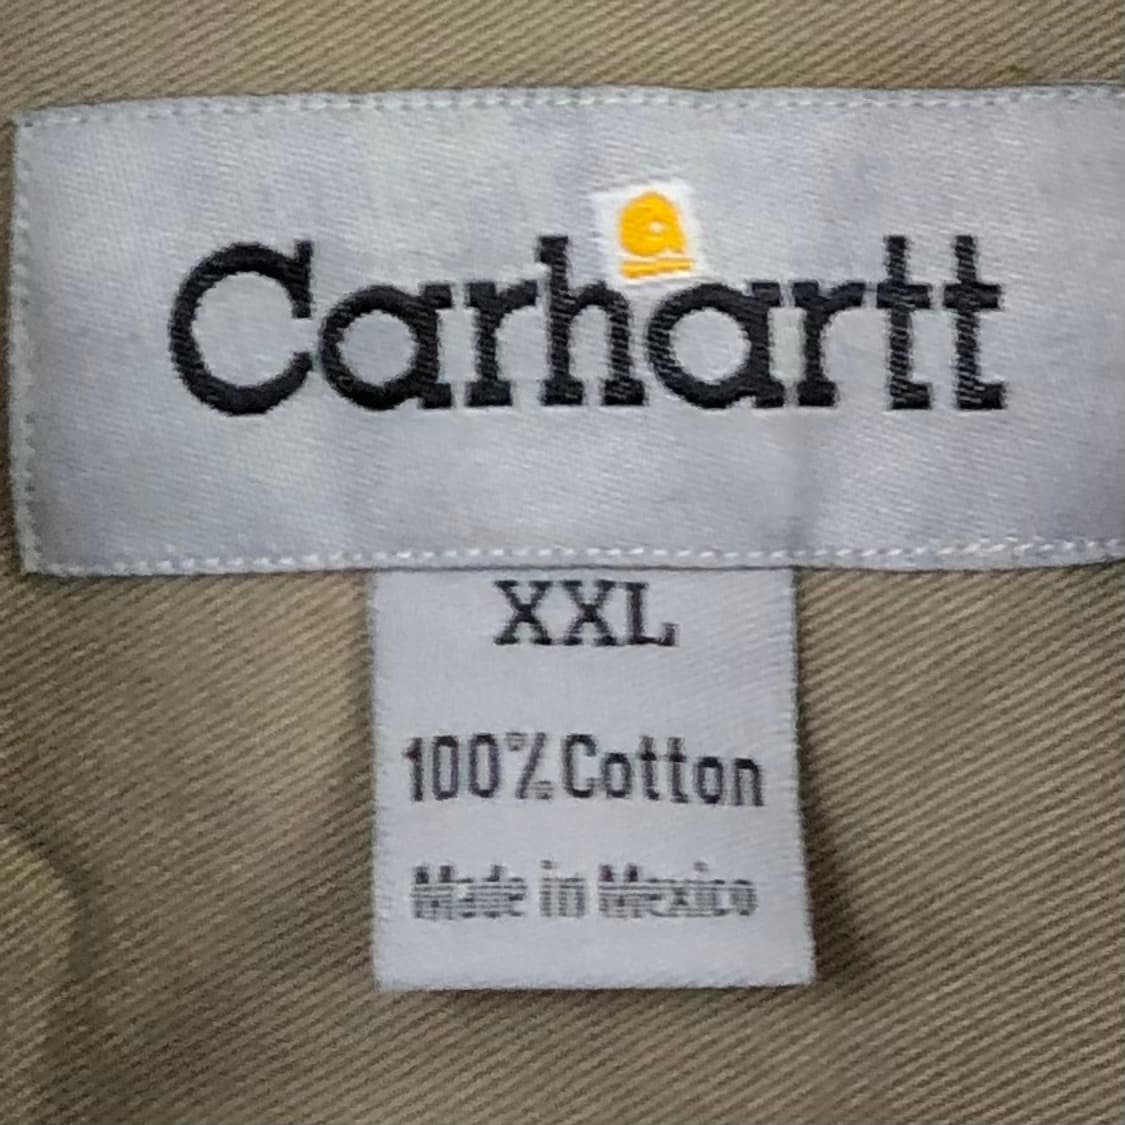 Carhartt
XXL
100% Cotton
Made in Mexico